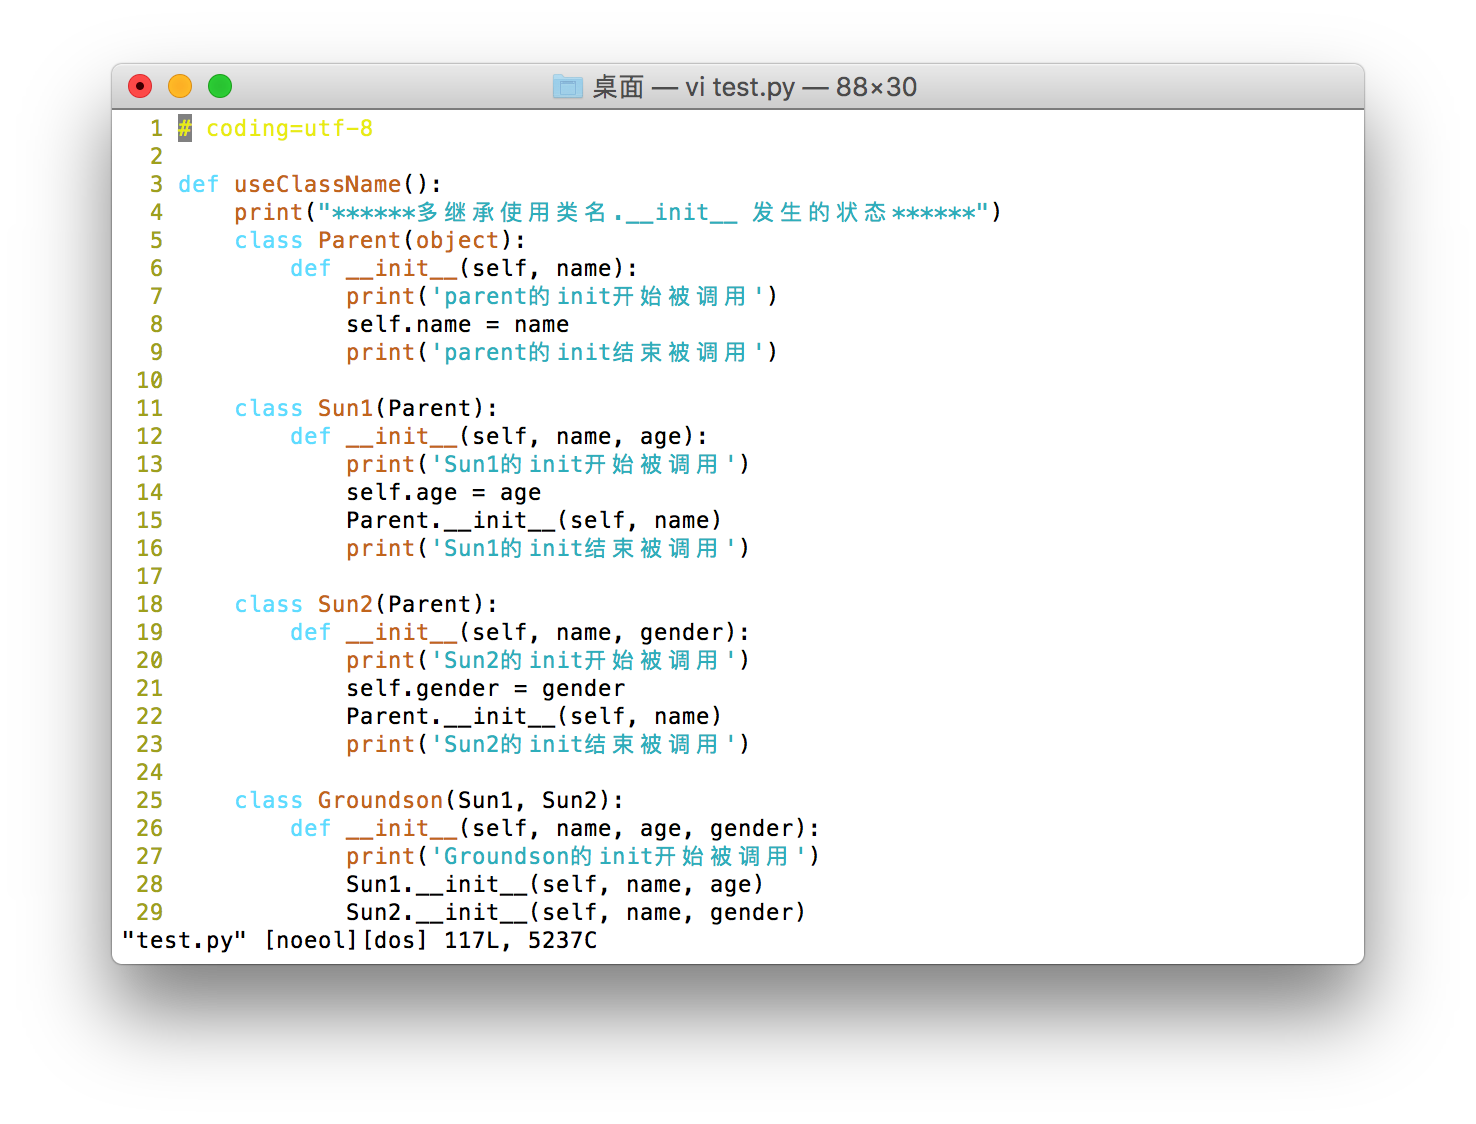 桌面 — vi test.py — 88×30
1 # coding=utf-8
2
3 def useClassName():
4     print("******多继承使用类名.__init__ 发生的状态******")
5     class Parent(object):
6         def __init__(self, name):
7             print('parent的init开始被调用')
8             self.name = name
9             print('parent的init结束被调用')
10
11     class Sun1(Parent):
12         def __init__(self, name, age):
13             print('Sun1的init开始被调用')
14             self.age = age
15             Parent.__init__(self, name)
16             print('Sun1的init结束被调用')
17
18     class Sun2(Parent):
19         def __init__(self, name, gender):
20             print('Sun2的init开始被调用')
21             self.gender = gender
22             Parent.__init__(self, name)
23             print('Sun2的init结束被调用')
24
25     class Groundson(Sun1, Sun2):
26         def __init__(self, name, age, gender):
27             print('Groundson的init开始被调用')
28             Sun1.__init__(self, name, age)
29             Sun2.__init__(self, name, gender)
"test.py" [noeol][dos] 117L, 5237C